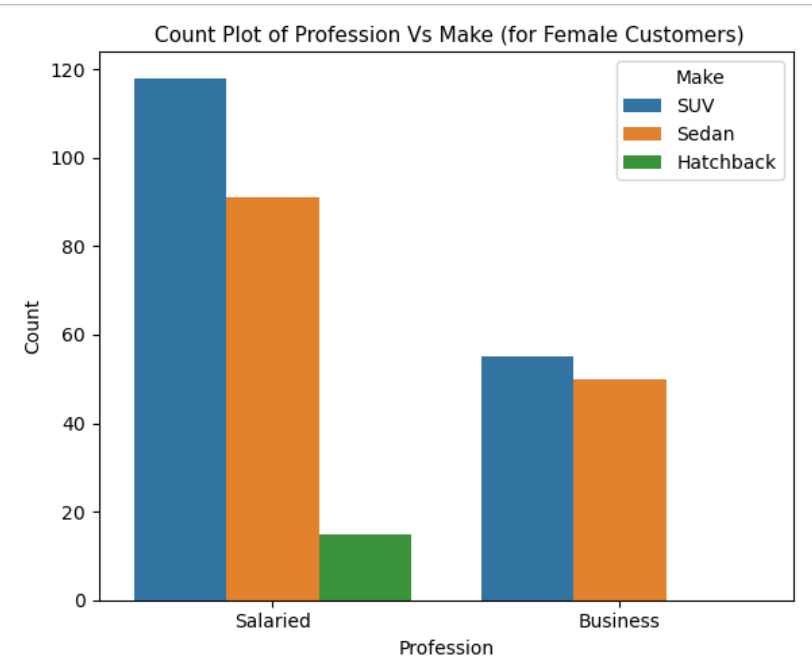 Count Plot of Profession Vs Make (for Female Customers)
Make
SUV
Sedan
Hatchback
120
100
80
60
40
20
0
Count
Salaried
Business
Profession